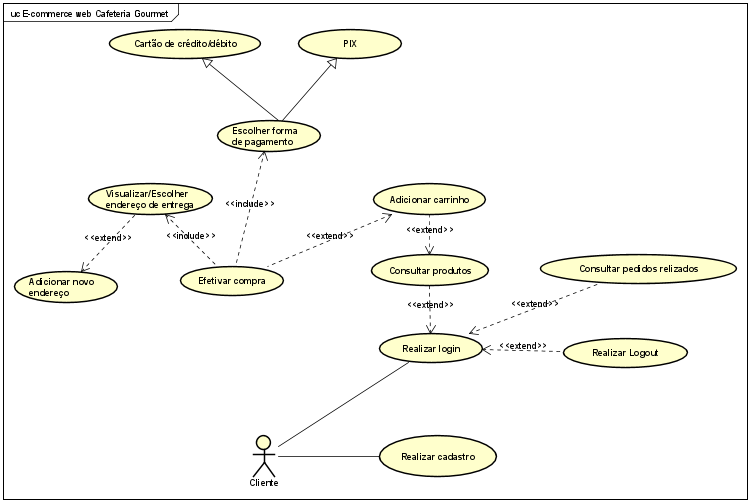 uc E-commerce web Cafeteria Gourmet
Cartão de crédito/débito
PIX
Escolher forma
de pagamento
Visualizar/Escolher
endereço de entrega
<<include>>
Adicionar carrinho
<<extend>>
<<include>>
<<extend>>
<<extend>>
Adicionar novo
endereço
Efetivar compra
Consultar produtos
Consultar pedidos relizados
<<extend>>
<<extend>>
Realizar login
<<extend>>
Realizar Logout
Realizar cadastro
Cliente